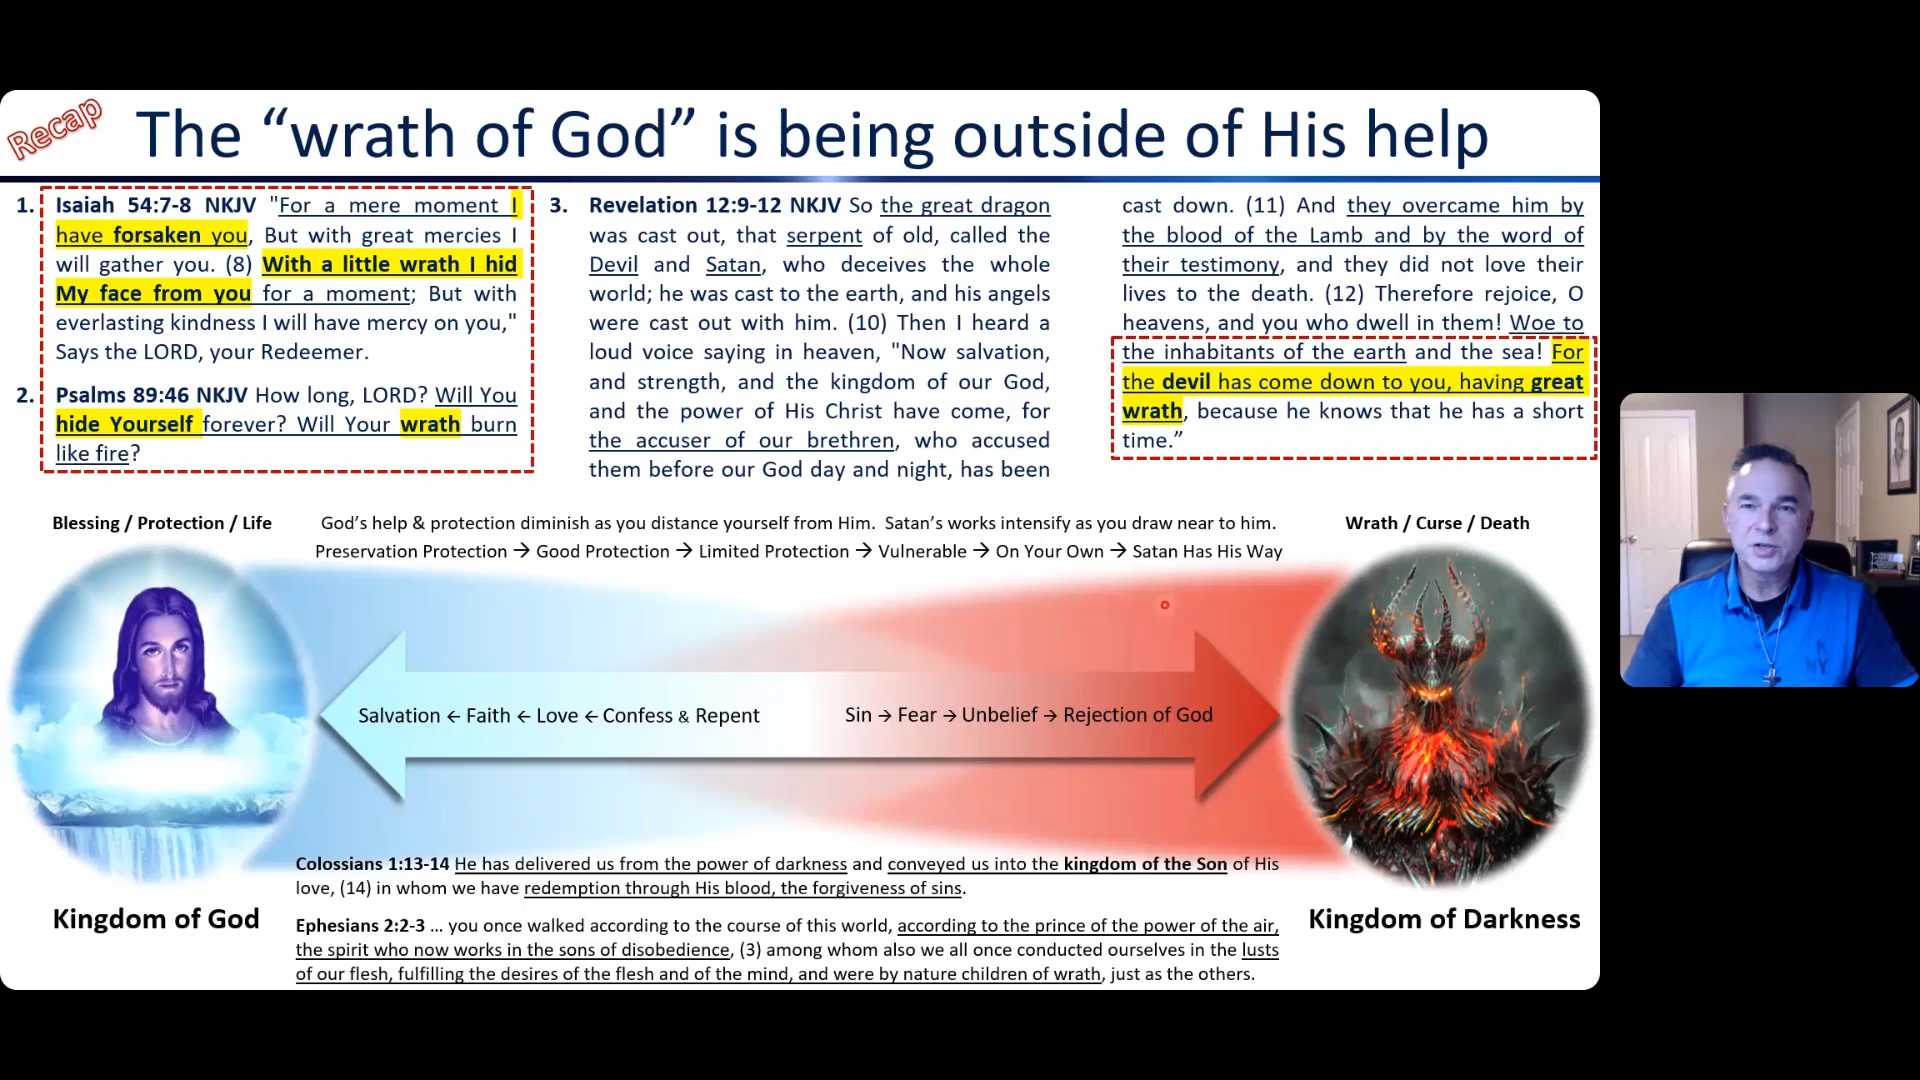 Recap
The “wrath of God” is being outside of His help
1. Isaiah 54:7-8 NKJV "For a mere moment I
have forsaken you, But with great mercies I
will gather you. (8) With a little wrath I hid
My face from you for a moment; But with
everlasting kindness I will have mercy on you,"
Says the LORD, your Redeemer.
2. Psalms 89:46 NKJV How long, LORD? Will You
hide Yourself forever? Will Your wrath burn
like fire?
3. Revelation 12:9-12 NKJV So the great dragon
was cast out, that serpent of old, called the
Devil and Satan, who deceives the whole
world; he was cast to the earth, and his angels
were cast out with him. (10) Then I heard a
loud voice saying in heaven, "Now salvation,
and strength, and the kingdom of our God,
and the power of His Christ have come, for
the accuser of our brethren, who accused
them before our God day and night, has been
cast down. (11) And they overcame him by
the blood of the Lamb and by the word of
their testimony, and they did not love their
lives to the death. (12) Therefore rejoice, O
heavens, and you who dwell in them! Woe to
the inhabitants of the earth and the sea! For
the devil has come down to you, having great
wrath, because he knows that he has a short
time.”
Blessing / Protection / Life
God’s help & protection diminish as you distance yourself from Him. Satan’s works intensify as you draw near to him.
Wrath / Curse / Death
Preservation Protection → Good Protection → Limited Protection → Vulnerable → On Your Own → Satan Has His Way
Salvation ← Faith ← Love ← Confess & Repent
Sin → Fear → Unbelief → Rejection of God
Colossians 1:13-14 He has delivered us from the power of darkness and conveyed us into the kingdom of the Son of His
love, (14) in whom we have redemption through His blood, the forgiveness of sins.
Kingdom of God
Kingdom of Darkness
Ephesians 2:2-3 … you once walked according to the course of this world, according to the prince of the power of the air,
the spirit who now works in the sons of disobedience, (3) among whom also we all once conducted ourselves in the lusts
of our flesh, fulfilling the desires of the flesh and of the mind, and were by nature children of wrath, just as the others.